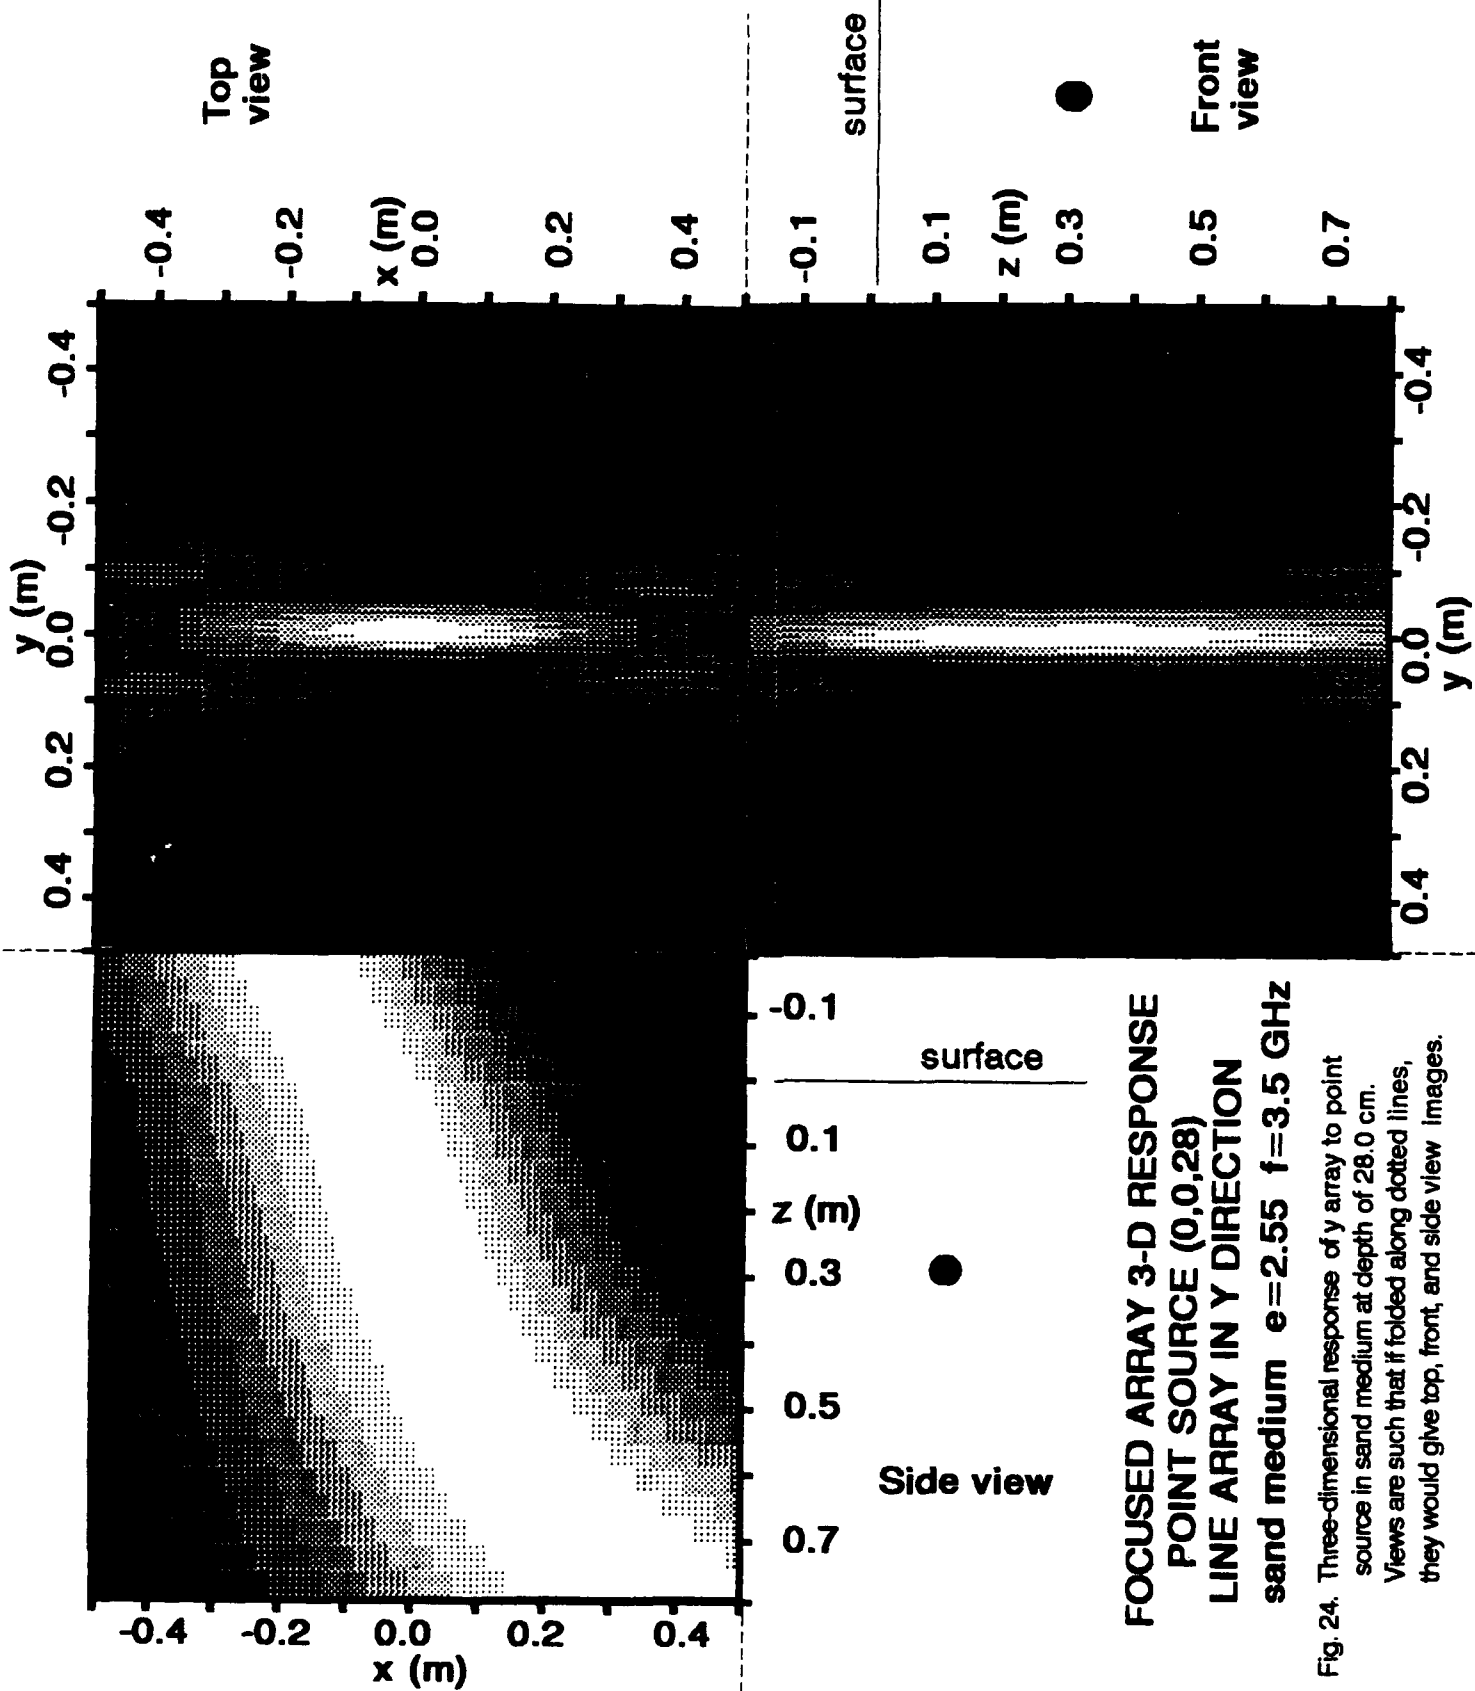 Top
view
-0.4
-0.2
x (m)
0.0
0.2
0.4
surface
-0.1
0.1
z (m)
0.3
0.5
0.7
Front
view
y (m)
-0.4
-0.2
0.0
0.2
0.4
-0.4
-0.2
0.0
0.2
0.4
y (m)
-0.1
0.1
z (m)
0.3
0.5
0.7
surface
Side view
-0.4
-0.2
0.0
0.2
0.4
x (m)
FOCUSED ARRAY 3-D RESPONSE
POINT SOURCE (0,0,28)
LINE ARRAY IN Y DIRECTION
sand medium e=2.55 f=3.5 GHz
Fig. 24. Three-dimensional response of y array to point
source in sand medium at depth of 28.0 cm.
Views are such that if folded along dotted lines,
they would give top, front, and side view images.